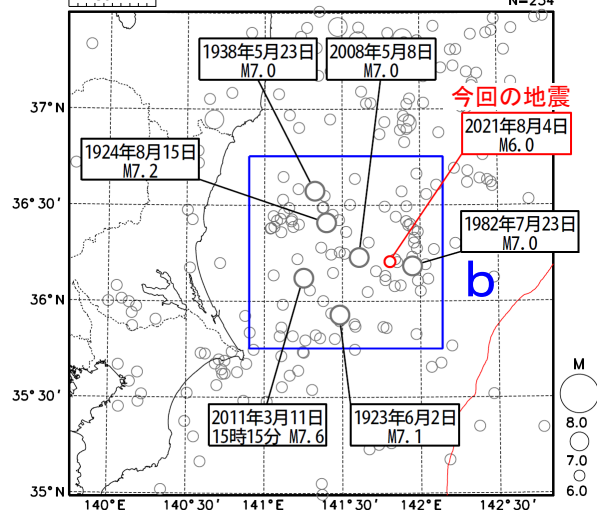 N=254
1938年5月23日
M7.0
2008年5月8日
M7.0
37°N
今回の地震
2021年8月4日
M6.0
1924年8月15日
M7.2
36°30′
1982年7月23日
M7.0
b
36°N
35°30′
2011年3月11日
15時15分 M7.6
1923年6月2日
M7.1
M
8.0
7.0
6.0
35°N
140°E
140°30′
141°E
141°30′
142°E
142°30′